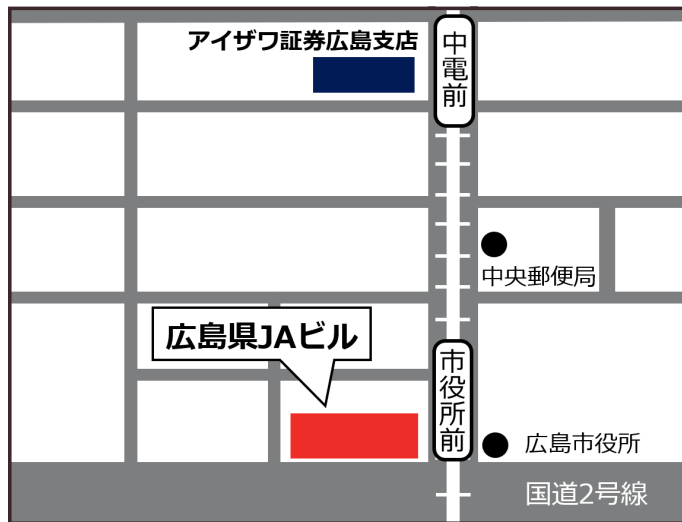 アイザワ証券広島支店
中電前
中央郵便局
広島県JAビル
市役所前
広島市役所
国道2号線